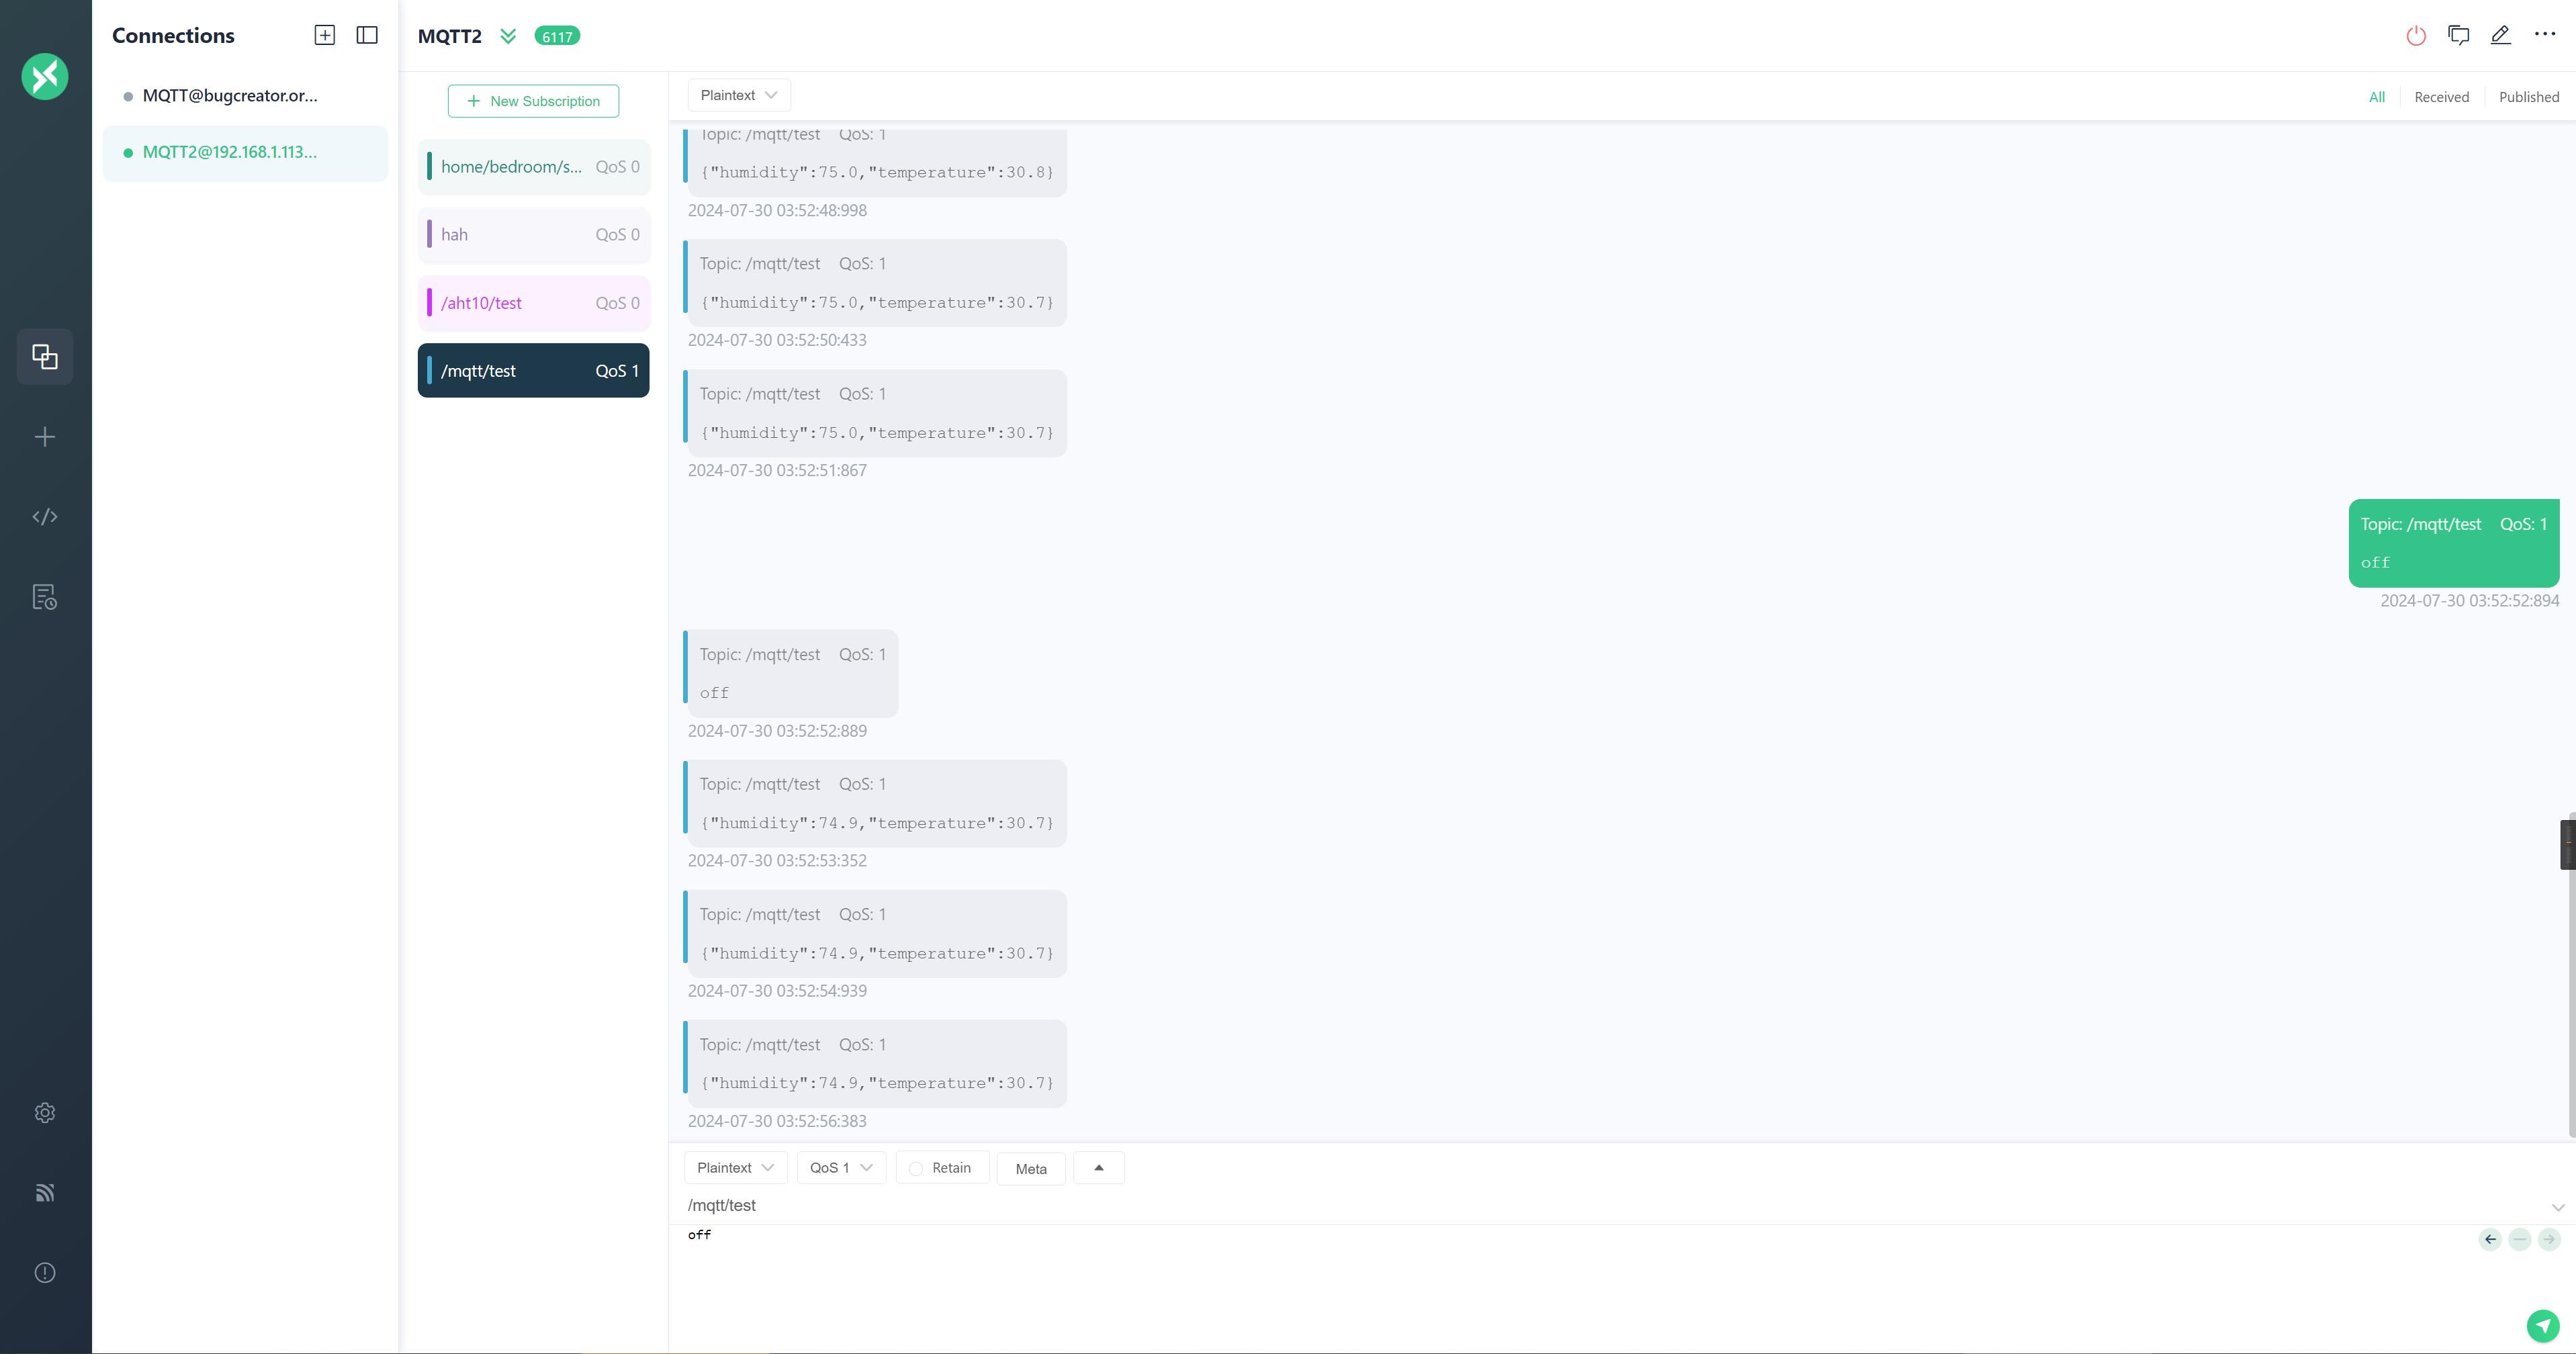 Connections
MQTT@bugcreator.or...
MQTT2@192.168.1.113...
MQTT2
6117
New Subscription
home/bedroom/s... QoS 0
hah QoS 0
/aht10/test QoS 0
/mqtt/test QoS 1
Plaintext
All Received Published
Topic: /mqtt/test QoS: 1
{"humidity":75.0,"temperature":30.8}
2024-07-30 03:52:48:998
Topic: /mqtt/test QoS: 1
{"humidity":75.0,"temperature":30.7}
2024-07-30 03:52:50:433
Topic: /mqtt/test QoS: 1
{"humidity":75.0,"temperature":30.7}
2024-07-30 03:52:51:867
Topic: /mqtt/test QoS: 1
off
2024-07-30 03:52:52:894
Topic: /mqtt/test QoS: 1
off
2024-07-30 03:52:52:889
Topic: /mqtt/test QoS: 1
{"humidity":74.9,"temperature":30.7}
2024-07-30 03:52:53:352
Topic: /mqtt/test QoS: 1
{"humidity":74.9,"temperature":30.7}
2024-07-30 03:52:54:939
Topic: /mqtt/test QoS: 1
{"humidity":74.9,"temperature":30.7}
2024-07-30 03:52:56:383
Plaintext QoS 1 Retain Meta
/mqtt/test
off